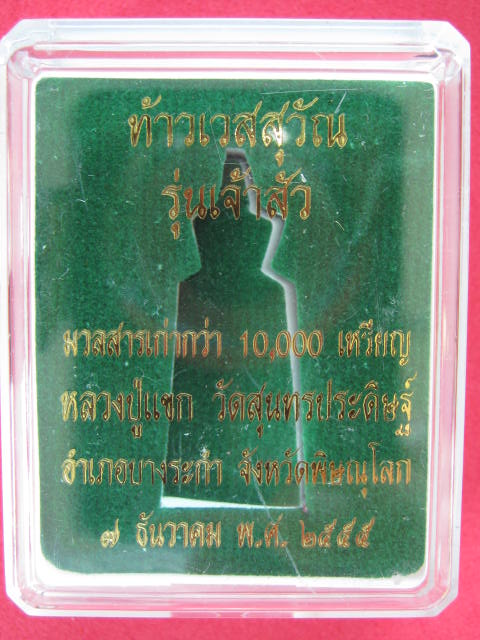 ท้าวเวสสุวัณ
รุ่นเจ้าสัว
มวลสารเก่ากว่า 10,000 เหรียญ
หลวงปู่แขก วัดสุนทรประดิษฐ์
อำเภอบางระกำ จังหวัดพิษณุโลก
๗ ธันวาคม พ.ศ. ๒๕๕๕